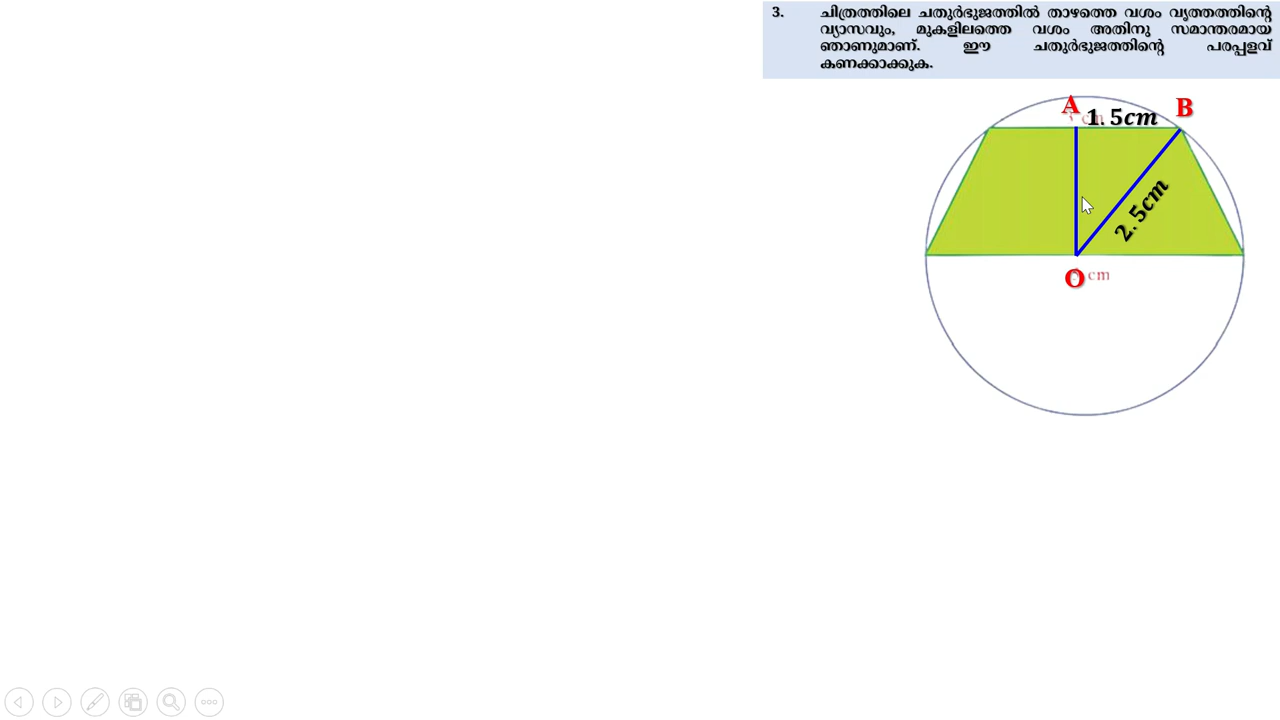 3. ചിത്രത്തിലെ ചതുർഭുജത്തിൽ താഴത്തെ വശം വൃത്തത്തിന്റെ
വ്യാസവും, മുകളിലത്തെ വശം അതിനു സമാന്തരമായ
ഞാണുമാണ്. ഈ ചതുർഭുജത്തിന്റെ പരപ്പളവ്
കണക്കാക്കുക.
A 1.5cm B
2.5cm
O cm